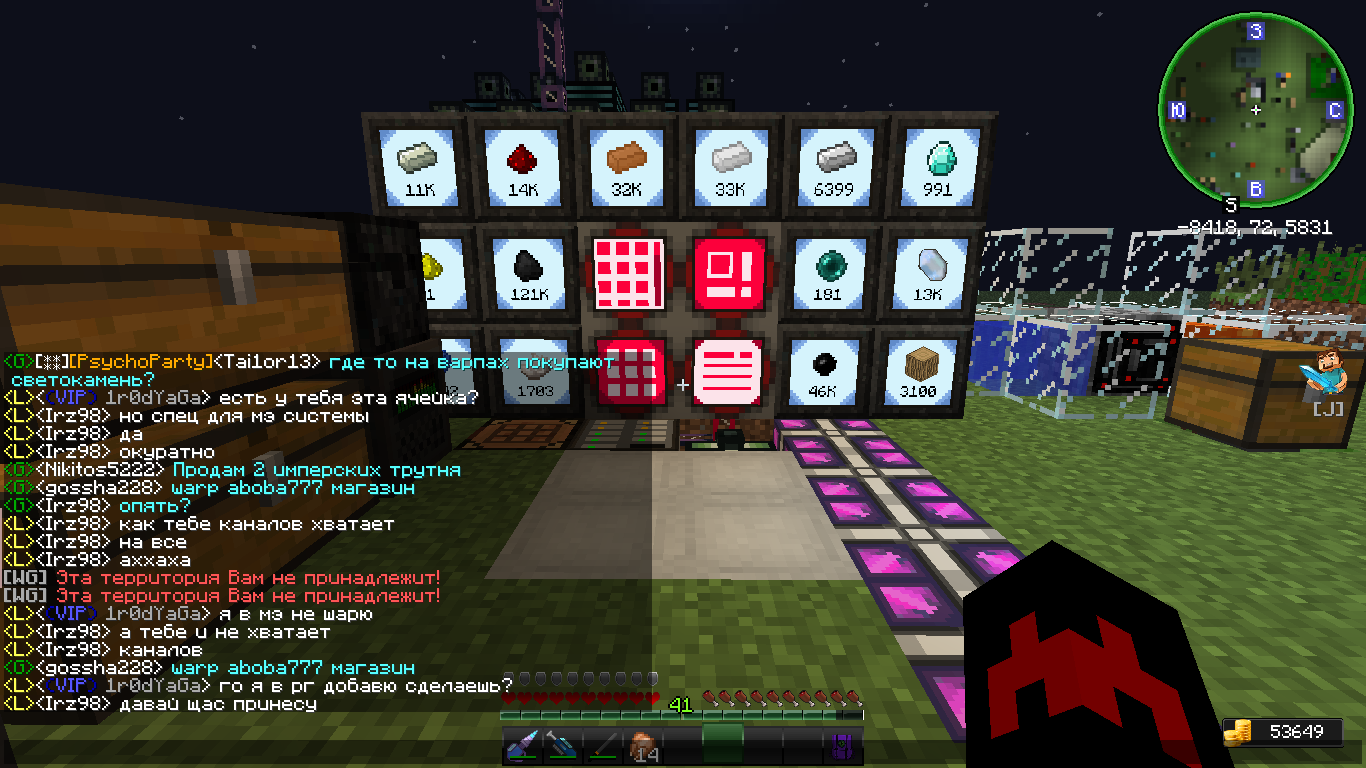 З
Ю
С
В
S
-8418, 72, 5831
11K
14K
32K
33K
6399
991
1
121K
181
13K
1703
46K
3100
<G>[**][PsychoParty]<Tailor13> где то на варпах покупают
светокамень?
<L><(VIP) 1r0dYaGa> есть у тебя эта ячейка?
<L><Irz98> но спец для мэ системы
<L><Irz98> да
<L><Irz98> окуратно
<G><Nikitos5222> Продам 2 имперских трутня
<G><gossha228> warp aboba777 магазин
<G><Irz98> опять?
<L><Irz98> как тебе каналов хватает
<L><Irz98> на все
<L><Irz98> аххаха
[WG] Эта территория Вам не принадлежит!
[WG] Эта территория Вам не принадлежит!
<L><(VIP) 1r0dYaGa> я в мэ не шарю
<L><Irz98> а тебе и не хватает
<L><Irz98> каналов
<G><gossha228> warp aboba777 магазин
<L><(VIP) 1r0dYaGa> го я в рг добавю сделаешь?
<L><Irz98> давай щас принесу
[J]
41
14
53649